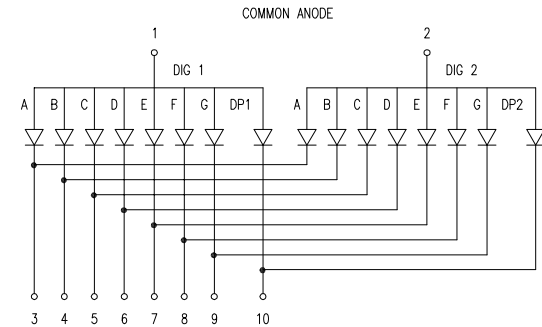 COMMON ANODE
1 2
DIG 1 DIG 2
A B C D E F G DP1 A B C D E F G DP2
3 4 5 6 7 8 9 10